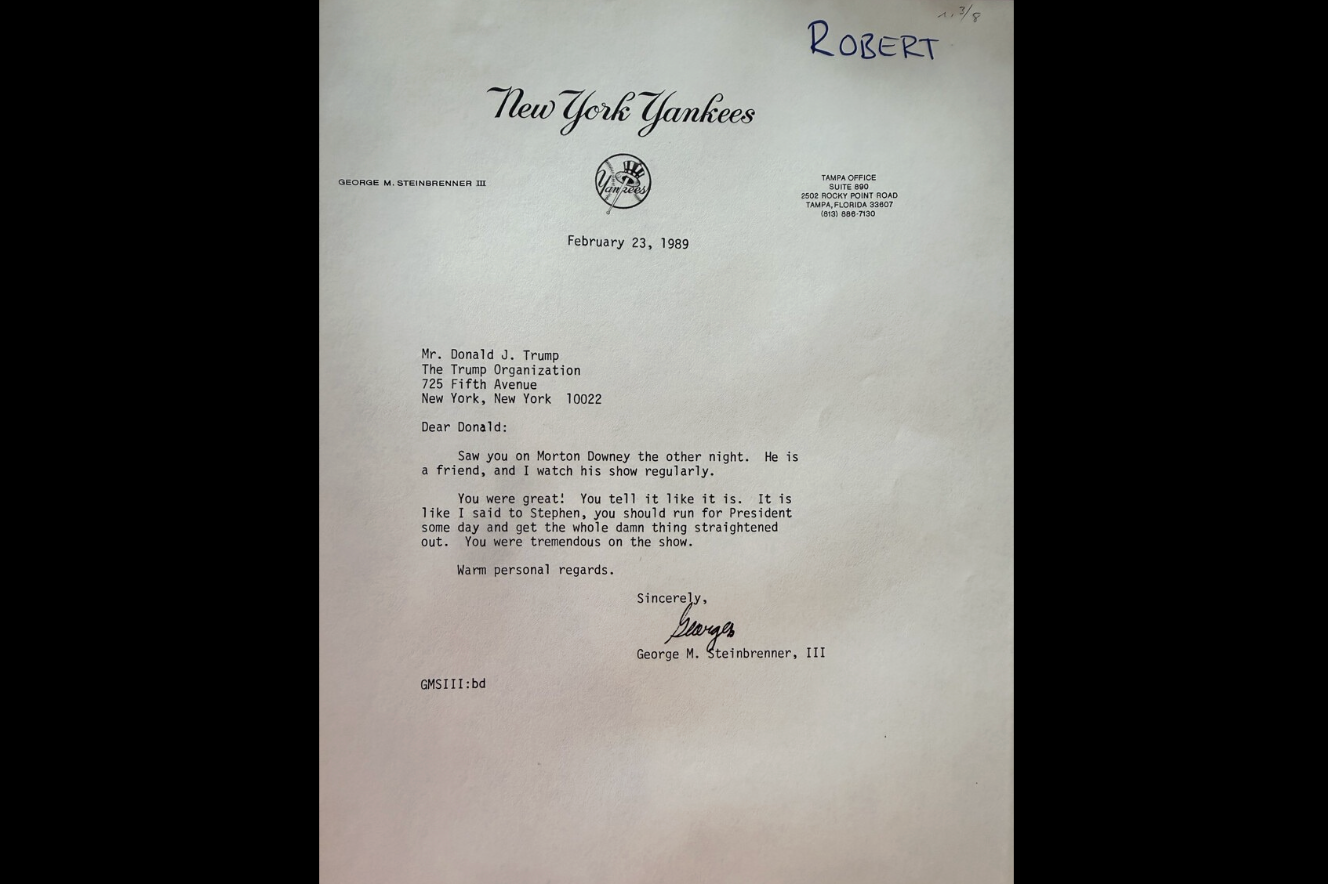 ROBERT
New York Yankees
GEORGE M. STEINBRENNER III
Yankees
TAMPA OFFICE
SUITE 890
2502 ROCKY POINT ROAD
TAMPA, FLORIDA 33607
(813) 886-7130
February 23, 1989
Mr. Donald J. Trump
The Trump Organization
725 Fifth Avenue
New York, New York  10022
Dear Donald:
Saw you on Morton Downey the other night.  He is
a friend, and I watch his show regularly.
You were great!  You tell it like it is.  It is
like I said to Stephen, you should run for President
some day and get the whole damn thing straightened
out.  You were tremendous on the show.
Warm personal regards.
Sincerely,
George
George M. Steinbrenner, III
GMSIII:bd